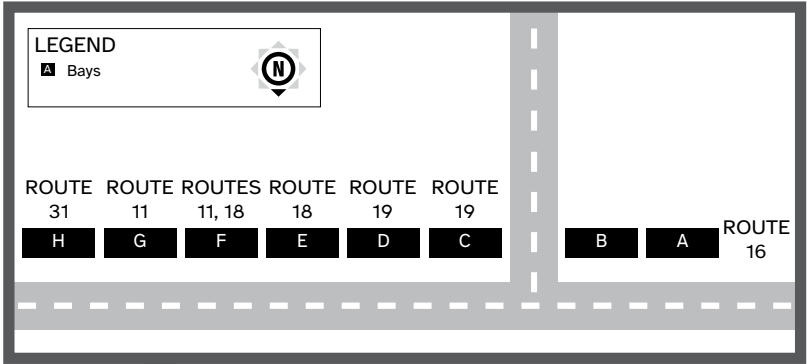 LEGEND
A Bays
N
ROUTE ROUTE ROUTES ROUTE ROUTE ROUTE
31 11 11, 18 18 19 19
ROUTE
16
H G F E D C B A